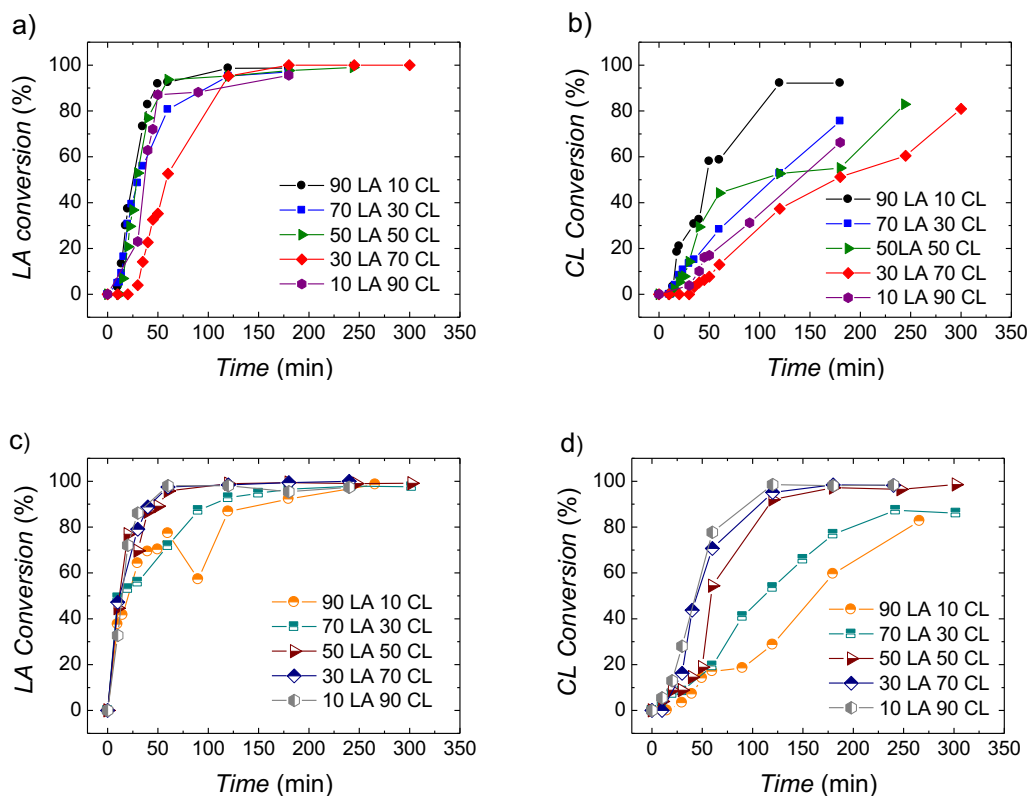 a)
LA conversion (%)
100
80
60
40
20
0
90 LA 10 CL
70 LA 30 CL
50 LA 50 CL
30 LA 70 CL
10 LA 90 CL
0 50 100 150 200 250 300 350
Time (min)
b)
CL Conversion (%)
100
80
60
40
20
0
90 LA 10 CL
70 LA 30 CL
50LA 50 CL
30 LA 70 CL
10 LA 90 CL
0 50 100 150 200 250 300 350
Time (min)
c)
LA Conversion (%)
100
80
60
40
20
0
90 LA 10 CL
70 LA 30 CL
50 LA 50 CL
30 LA 70 CL
10 LA 90 CL
0 50 100 150 200 250 300 350
Time (min)
d)
CL Conversion (%)
100
80
60
40
20
0
90 LA 10 CL
70 LA 30 CL
50 LA 50 CL
30 LA 70 CL
10 LA 90 CL
0 50 100 150 200 250 300 350
Time (min)